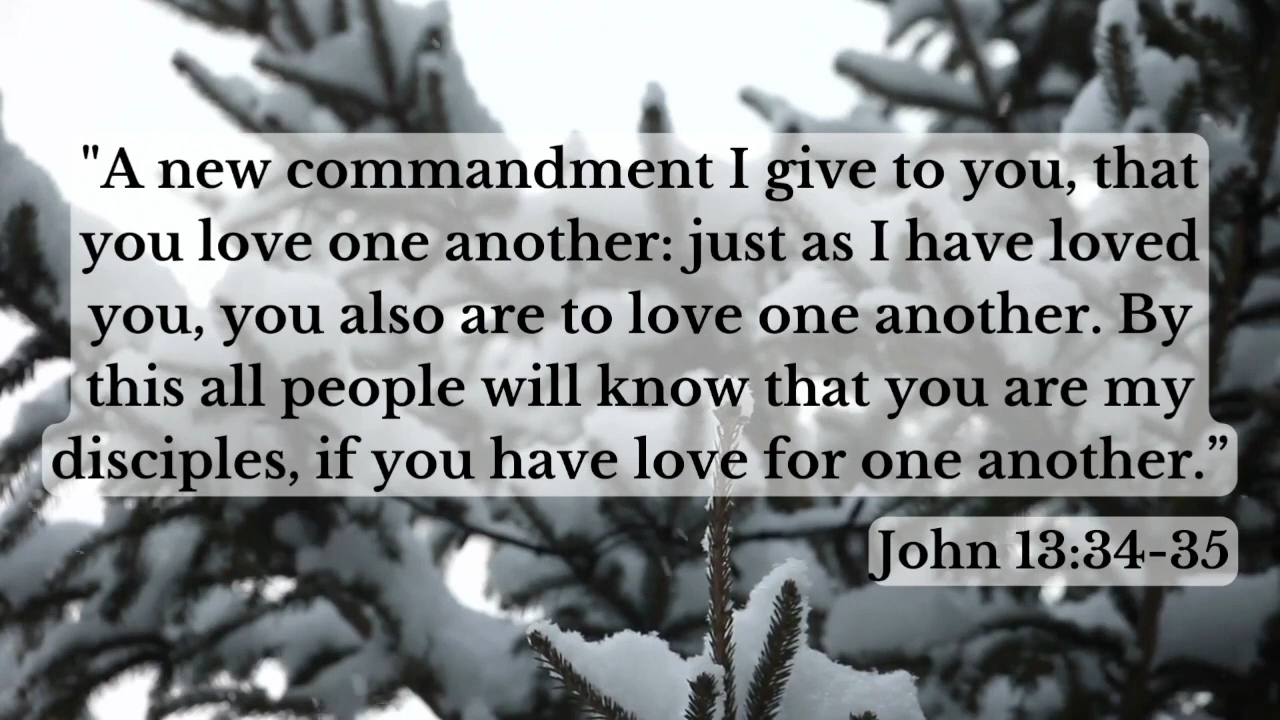 "A new commandment I give to you, that
you love one another: just as I have loved
you, you also are to love one another. By
this all people will know that you are my
disciples, if you have love for one another.”
John 13:34-35